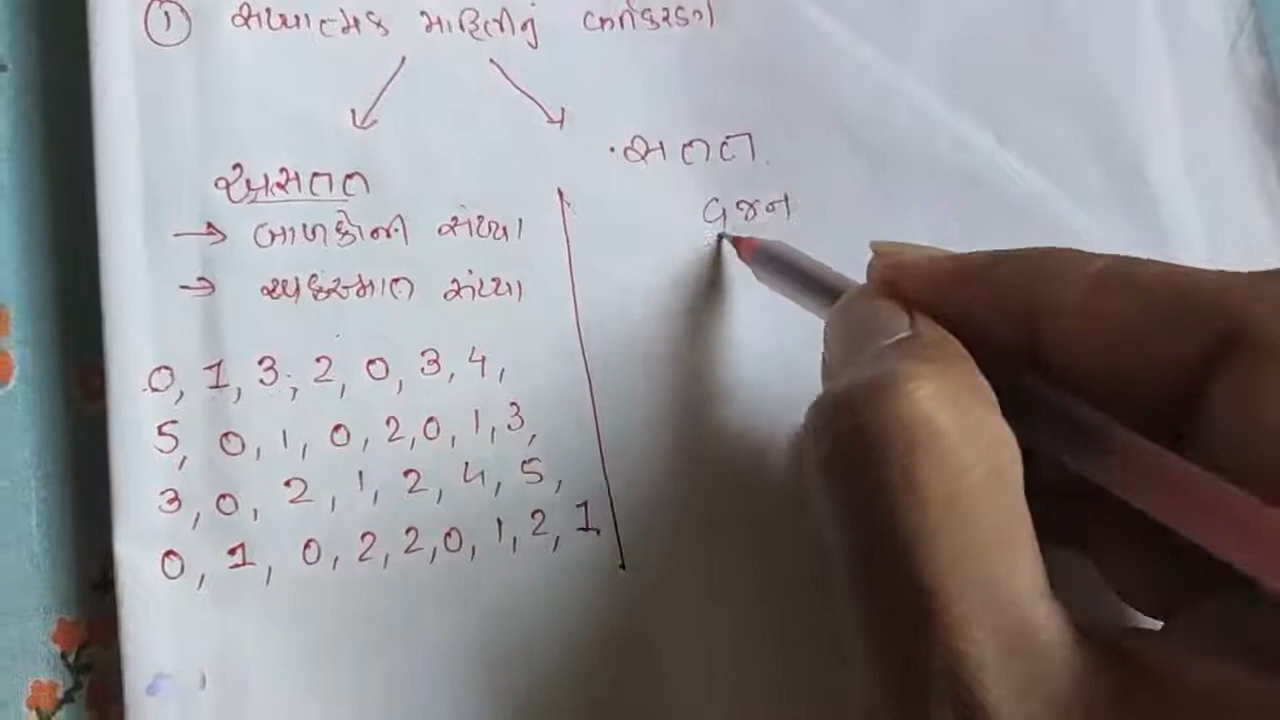 ① સંખ્યાત્મક માહિતીનું વર્ગીકરણ
અસતત
→ બાળકોની સંખ્યા
→ અકસ્માત સંખ્યા
0, 1, 3, 2, 0, 3, 4,
5, 0, 1, 0, 2, 0, 1, 3,
3, 0, 2, 1, 2, 4, 5,
0, 1, 0, 2, 2, 0, 1, 2, 1
· સતત.
વજન